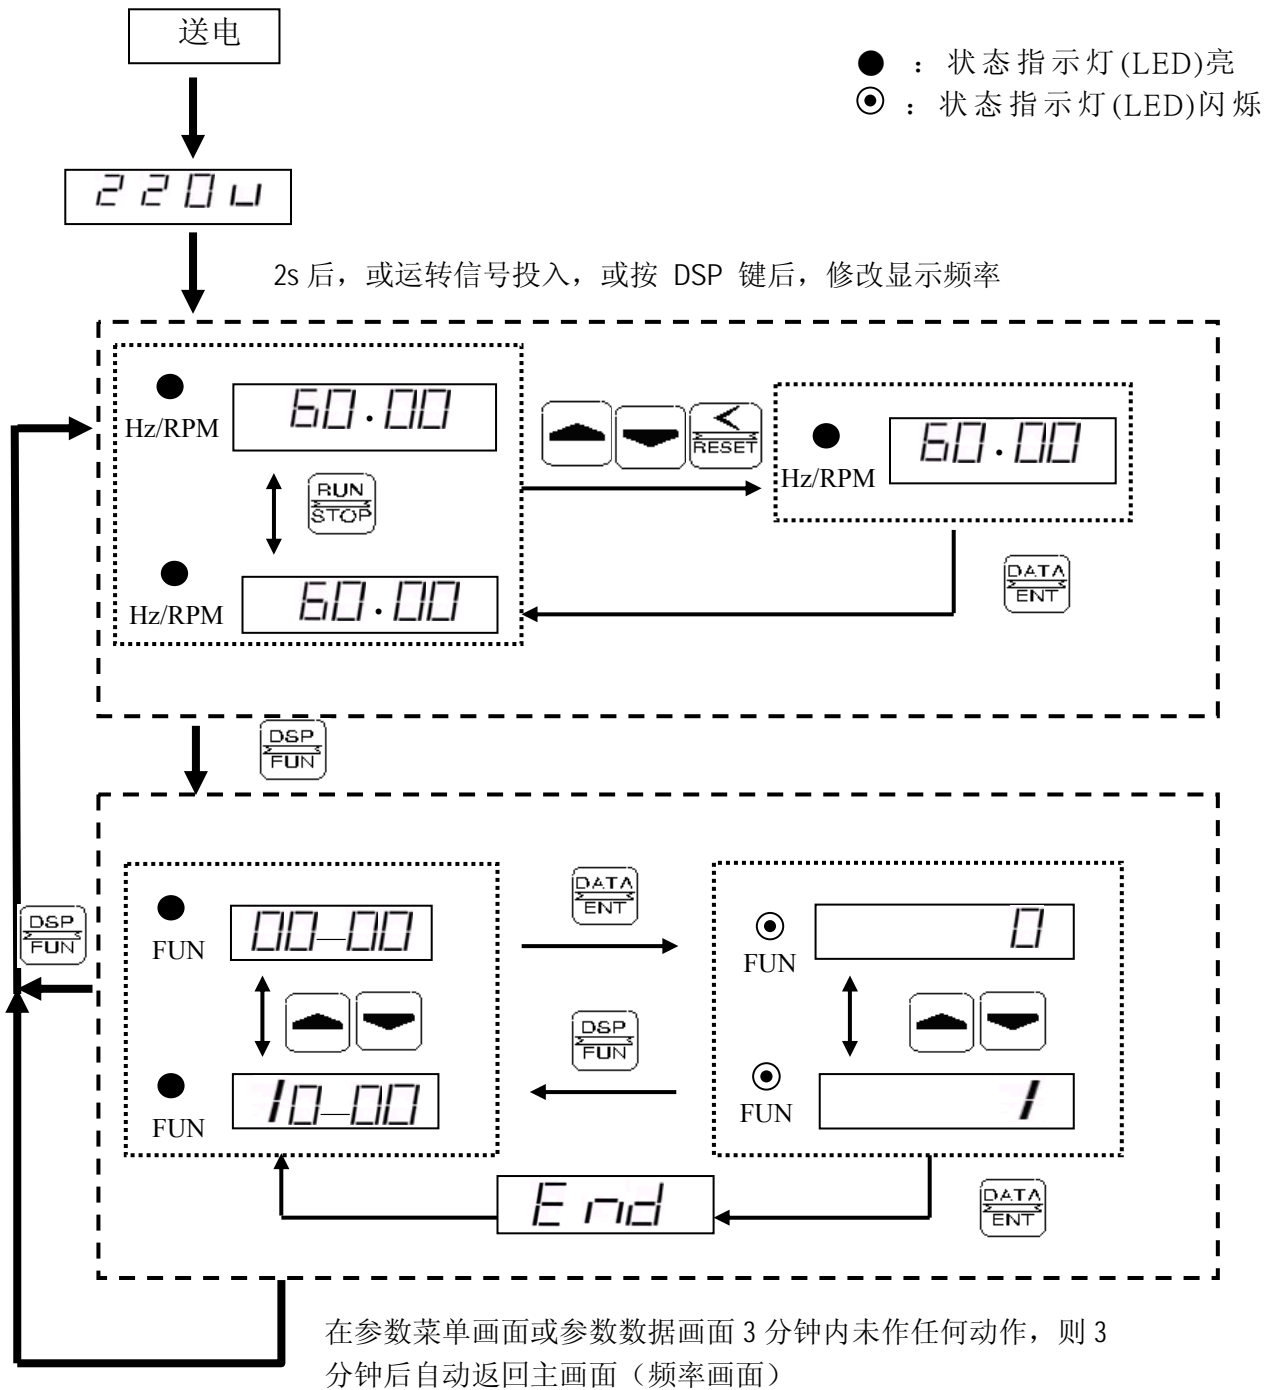 送电
● ：状态指示灯(LED)亮
◉ ：状态指示灯(LED)闪烁
220u
2s 后，或运转信号投入，或按 DSP 键后，修改显示频率
60.00
Hz/RPM
RUN
STOP
60.00
Hz/RPM
<
RESET
60.00
Hz/RPM
DATA
ENT
DSP
FUN
DSP
FUN
00—00
FUN
10—00
FUN
DATA
ENT
DSP
FUN
0
FUN
1
FUN
End
DATA
ENT
在参数菜单画面或参数数据画面 3 分钟内未作任何动作，则 3
分钟后自动返回主画面（频率画面）